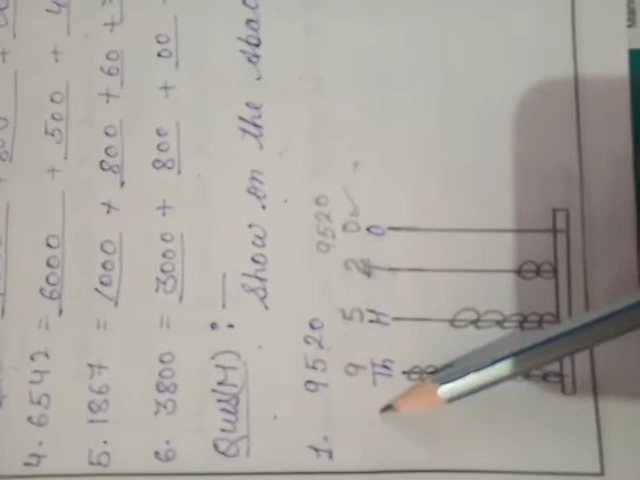 4. 6542 = 6000 + 500 + 4
5. 1867 = 1000 + 800 + 60 +
6. 3800 = 3000 + 800 + 00
Ques(M) :-
Show on the abac
1. 9520 9520
9 5 2 0
Th H T O